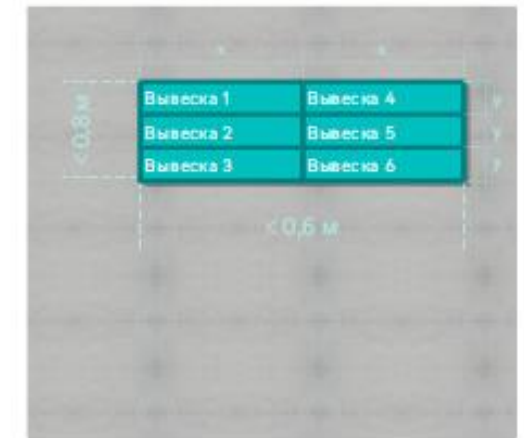 x x
Вывеска 1 Вывеска 4
Вывеска 2 Вывеска 5
Вывеска 3 Вывеска 6
y
y
y
< 0,8 м
< 0,6 м